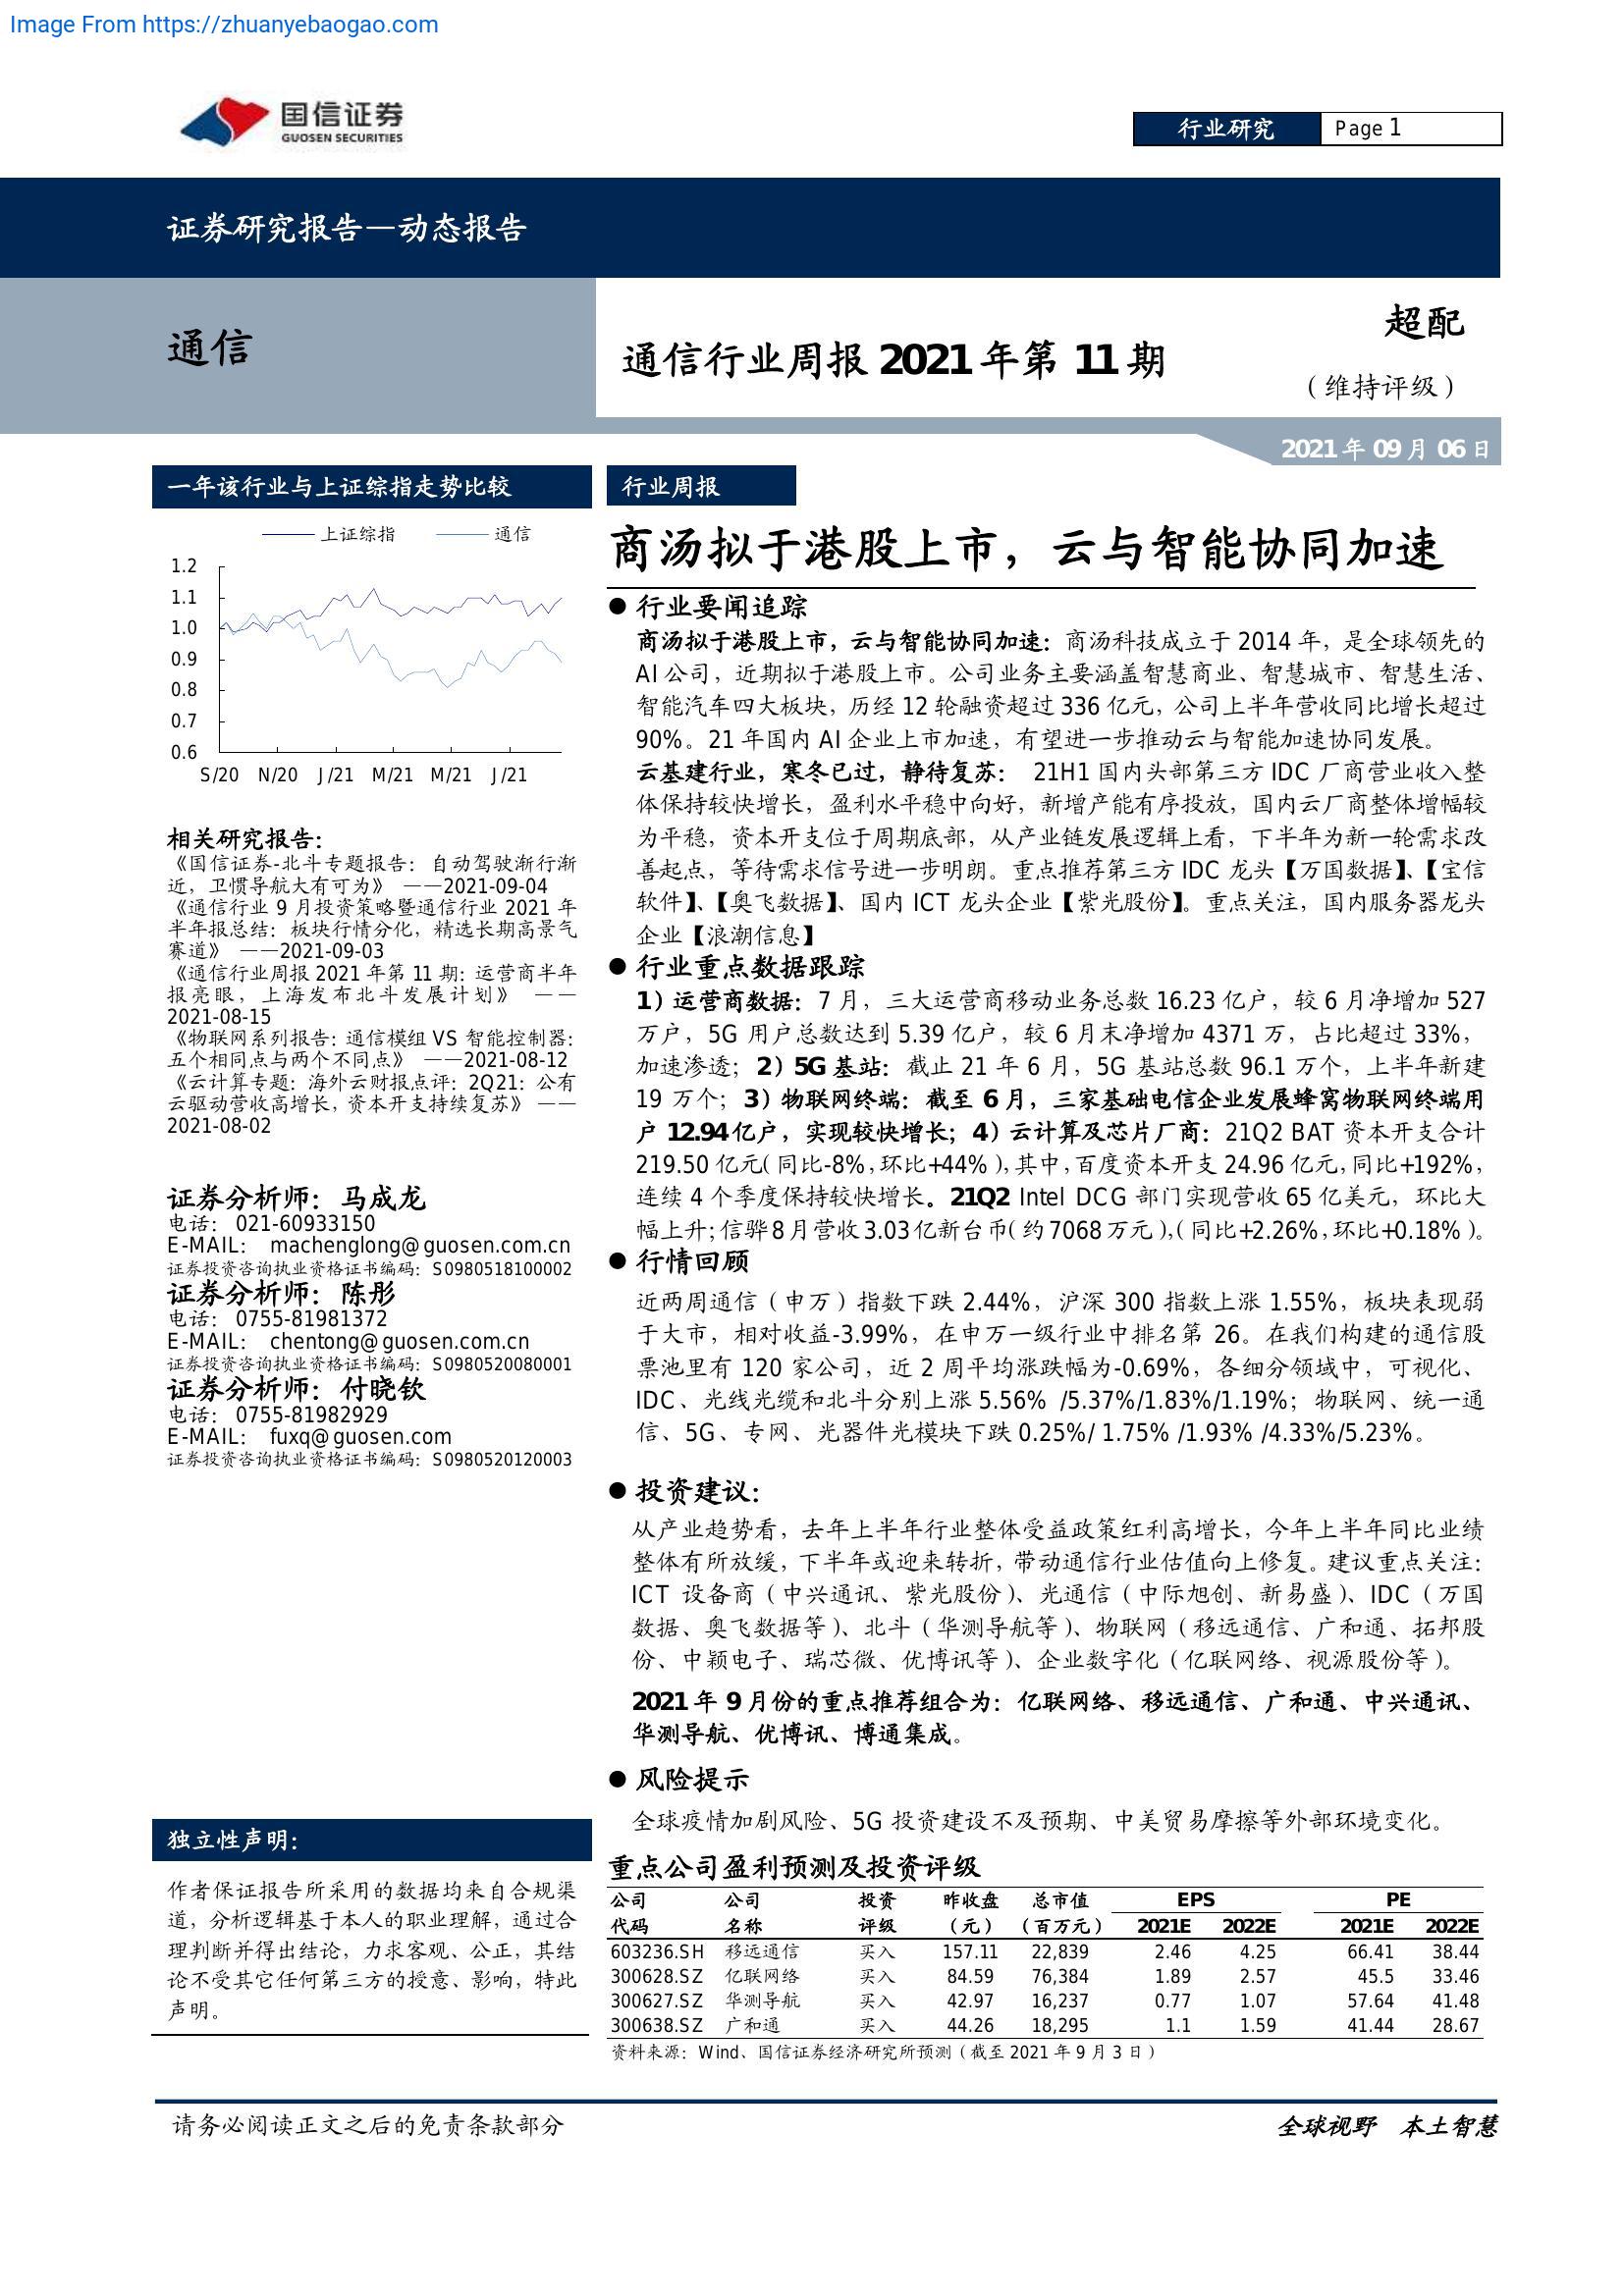 Image From https://zhuanyebaogao.com
国信证券
GUOSEN SECURITIES
行业研究
Page 1
证券研究报告—动态报告
通信
通信行业周报 2021 年第 11 期
超配
（维持评级）
2021 年 09 月 06 日
一年该行业与上证综指走势比较
上证综指 通信
1.2
1.1
1.0
0.9
0.8
0.7
0.6
S/20 N/20 J/21 M/21 M/21 J/21
相关研究报告：
《国信证券-北斗专题报告：自动驾驶渐行渐
近，卫惯导航大有可为》 ——2021-09-04
《通信行业 9 月投资策略暨通信行业 2021 年
半年报总结：板块行情分化，精选长期高景气
赛道》 ——2021-09-03
《通信行业周报 2021 年第 11 期：运营商半年
报亮眼，上海发布北斗发展计划》 ——
2021-08-15
《物联网系列报告：通信模组 VS 智能控制器：
五个相同点与两个不同点》 ——2021-08-12
《云计算专题：海外云财报点评：2Q21：公有
云驱动营收高增长，资本开支持续复苏》 ——
2021-08-02
证券分析师：马成龙
电话： 021-60933150
E-MAIL： machenglong@guosen.com.cn
证券投资咨询执业资格证书编码：S0980518100002
证券分析师：陈彤
电话： 0755-81981372
E-MAIL： chentong@guosen.com.cn
证券投资咨询执业资格证书编码：S0980520080001
证券分析师：付晓钦
电话： 0755-81982929
E-MAIL： fuxq@guosen.com
证券投资咨询执业资格证书编码：S0980520120003
独立性声明：
作者保证报告所采用的数据均来自合规渠
道，分析逻辑基于本人的职业理解，通过合
理判断并得出结论，力求客观、公正，其结
论不受其它任何第三方的授意、影响，特此
声明。
行业周报
商汤拟于港股上市，云与智能协同加速
● 行业要闻追踪
商汤拟于港股上市，云与智能协同加速：商汤科技成立于 2014 年，是全球领先的
AI 公司，近期拟于港股上市。公司业务主要涵盖智慧商业、智慧城市、智慧生活、
智能汽车四大板块，历经 12 轮融资超过 336 亿元，公司上半年营收同比增长超过
90%。21 年国内 AI 企业上市加速，有望进一步推动云与智能加速协同发展。
云基建行业，寒冬已过，静待复苏： 21H1 国内头部第三方 IDC 厂商营业收入整
体保持较快增长，盈利水平稳中向好，新增产能有序投放，国内云厂商整体增幅较
为平稳，资本开支位于周期底部，从产业链发展逻辑上看，下半年为新一轮需求改
善起点，等待需求信号进一步明朗。重点推荐第三方 IDC 龙头【万国数据】、【宝信
软件】、【奥飞数据】、国内 ICT 龙头企业【紫光股份】。重点关注，国内服务器龙头
企业【浪潮信息】
● 行业重点数据跟踪
1）运营商数据：7 月，三大运营商移动业务总数 16.23 亿户，较 6 月净增加 527
万户，5G 用户总数达到 5.39 亿户，较 6 月末净增加 4371 万，占比超过 33%，
加速渗透；2）5G 基站：截止 21 年 6 月，5G 基站总数 96.1 万个，上半年新建
19 万个；3）物联网终端：截至 6 月，三家基础电信企业发展蜂窝物联网终端用
户 12.94 亿户，实现较快增长；4）云计算及芯片厂商：21Q2 BAT 资本开支合计
219.50 亿元（同比-8%，环比+44%），其中，百度资本开支 24.96 亿元，同比+192%，
连续 4 个季度保持较快增长。21Q2 Intel DCG 部门实现营收 65 亿美元，环比大
幅上升；信骅 8 月营收 3.03 亿新台币（约 7068 万元），（同比+2.26%，环比+0.18%）。
● 行情回顾
近两周通信（申万）指数下跌 2.44%，沪深 300 指数上涨 1.55%，板块表现弱
于大市，相对收益-3.99%，在申万一级行业中排名第 26。在我们构建的通信股
票池里有 120 家公司，近 2 周平均涨跌幅为-0.69%，各细分领域中，可视化、
IDC、光线光缆和北斗分别上涨 5.56% /5.37%/1.83%/1.19%；物联网、统一通
信、5G、专网、光器件光模块下跌 0.25%/ 1.75% /1.93% /4.33%/5.23%。
● 投资建议：
从产业趋势看，去年上半年行业整体受益政策红利高增长，今年上半年同比业绩
整体有所放缓，下半年或迎来转折，带动通信行业估值向上修复。建议重点关注：
ICT 设备商（中兴通讯、紫光股份）、光通信（中际旭创、新易盛）、IDC（万国
数据、奥飞数据等）、北斗（华测导航等）、物联网（移远通信、广和通、拓邦股
份、中颖电子、瑞芯微、优博讯等）、企业数字化（亿联网络、视源股份等）。
2021 年 9 月份的重点推荐组合为：亿联网络、移远通信、广和通、中兴通讯、
华测导航、优博讯、博通集成。
● 风险提示
全球疫情加剧风险、5G 投资建设不及预期、中美贸易摩擦等外部环境变化。
重点公司盈利预测及投资评级
公司 公司 投资 昨收盘 总市值 EPS PE
代码 名称 评级 （元） （百万元） 2021E 2022E 2021E 2022E
603236.SH 移远通信 买入 157.11 22,839 2.46 4.25 66.41 38.44
300628.SZ 亿联网络 买入 84.59 76,384 1.89 2.57 45.5 33.46
300627.SZ 华测导航 买入 42.97 16,237 0.77 1.07 57.64 41.48
300638.SZ 广和通 买入 44.26 18,295 1.1 1.59 41.44 28.67
资料来源：Wind、国信证券经济研究所预测（截至 2021 年 9 月 3 日）
请务必阅读正文之后的免责条款部分
全球视野 本土智慧